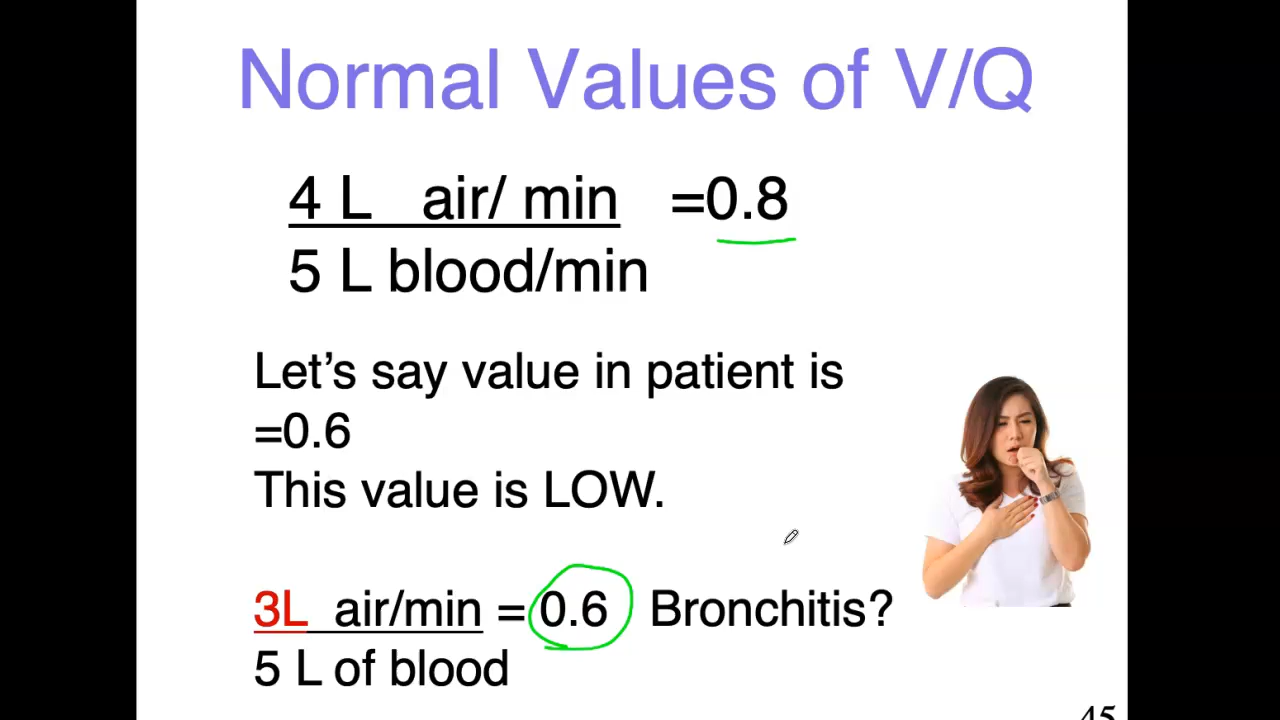 Normal Values of V/Q
4 L air/ min =0.8
5 L blood/min
Let’s say value in patient is
=0.6
This value is LOW.
3L air/min = 0.6 Bronchitis?
5 L of blood
45